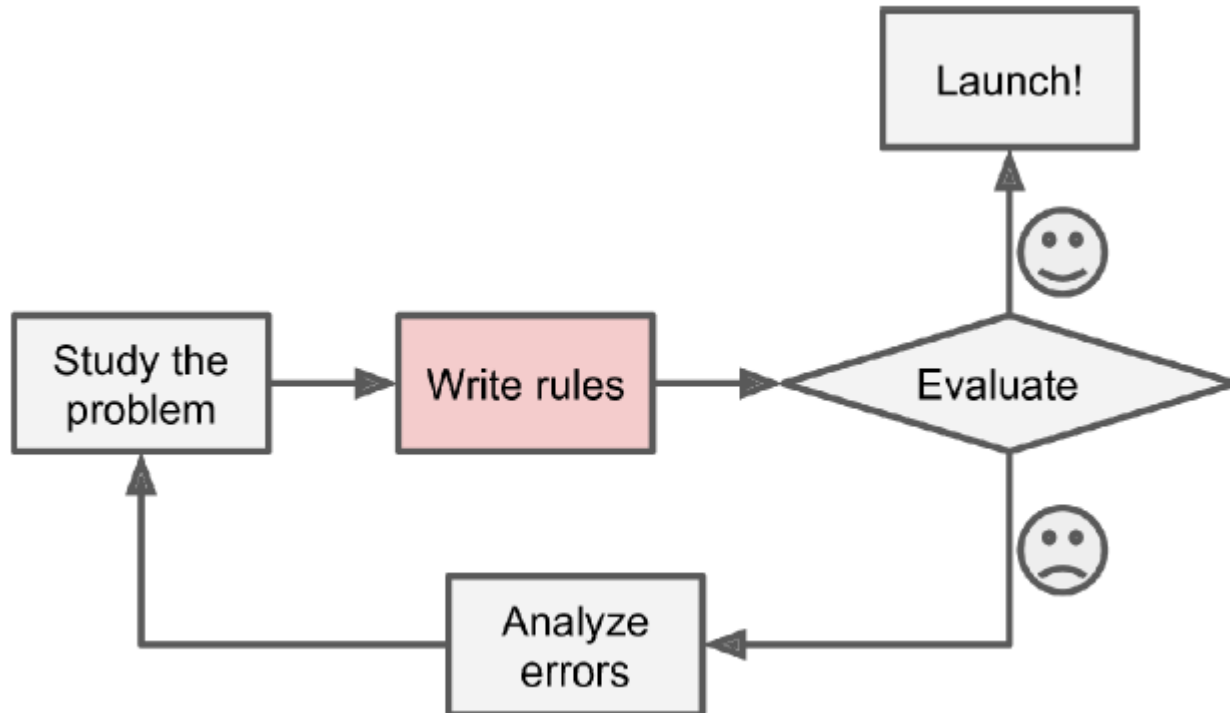 Launch!
Study the
problem
Write rules
Evaluate
Analyze
errors